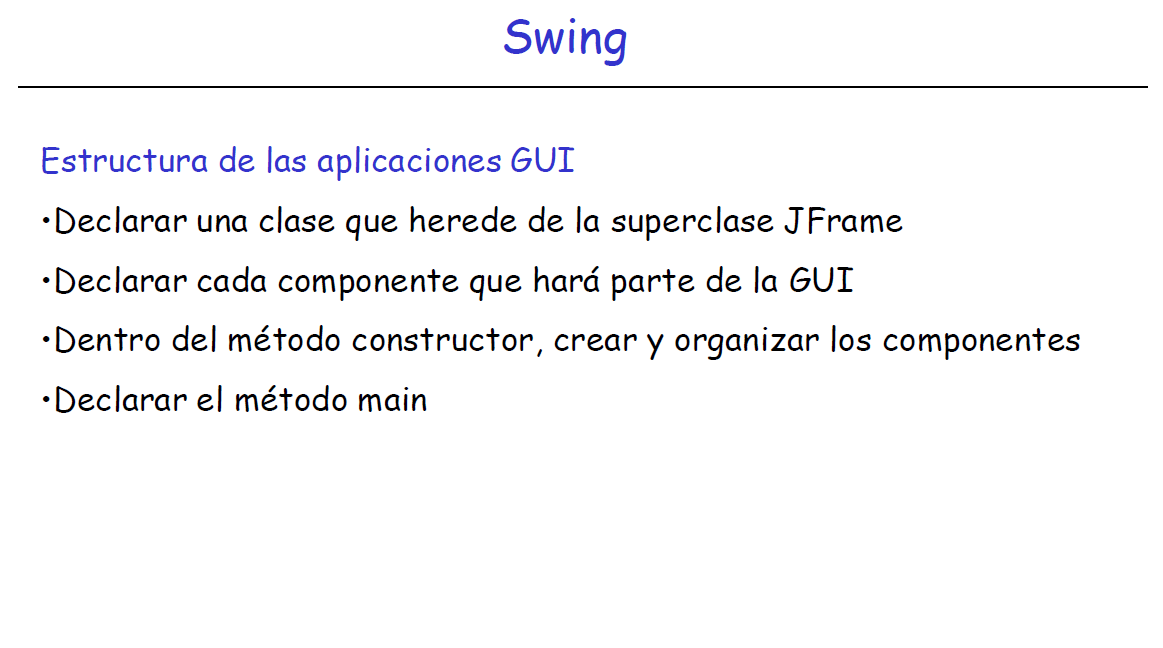 Swing
Estructura de las aplicaciones GUI
•Declarar una clase que herede de la superclase JFrame
•Declarar cada componente que hará parte de la GUI
•Dentro del método constructor, crear y organizar los componentes
•Declarar el método main